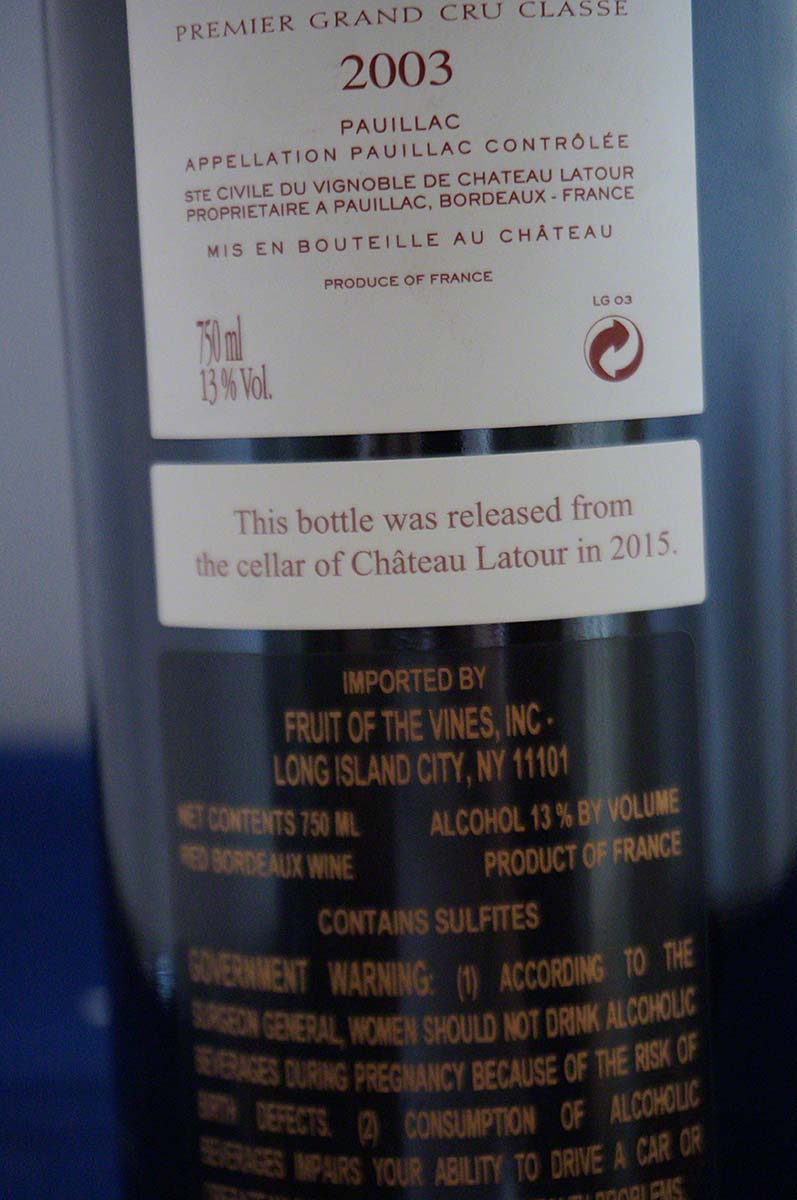 PREMIER GRAND CRU CLASSÉ
2003
PAUILLAC
APPELLATION PAUILLAC CONTRÔLÉE
STE CIVILE DU VIGNOBLE DE CHATEAU LATOUR
PROPRIETAIRE A PAUILLAC, BORDEAUX - FRANCE
MIS EN BOUTEILLE AU CHÂTEAU
PRODUCE OF FRANCE
LG 03
750 ml
13 % Vol.
This bottle was released from
the cellar of Château Latour in 2015.
IMPORTED BY
FRUIT OF THE VINES, INC -
LONG ISLAND CITY, NY 11101
NET CONTENTS 750 ML ALCOHOL 13 % BY VOLUME
RED BORDEAUX WINE PRODUCT OF FRANCE
CONTAINS SULFITES
GOVERNMENT WARNING: (1) ACCORDING TO THE
SURGEON GENERAL, WOMEN SHOULD NOT DRINK ALCOHOLIC
BEVERAGES DURING PREGNANCY BECAUSE OF THE RISK OF
BIRTH DEFECTS. (2) CONSUMPTION OF ALCOHOLIC
BEVERAGES IMPAIRS YOUR ABILITY TO DRIVE A CAR OR
PROBLEMS